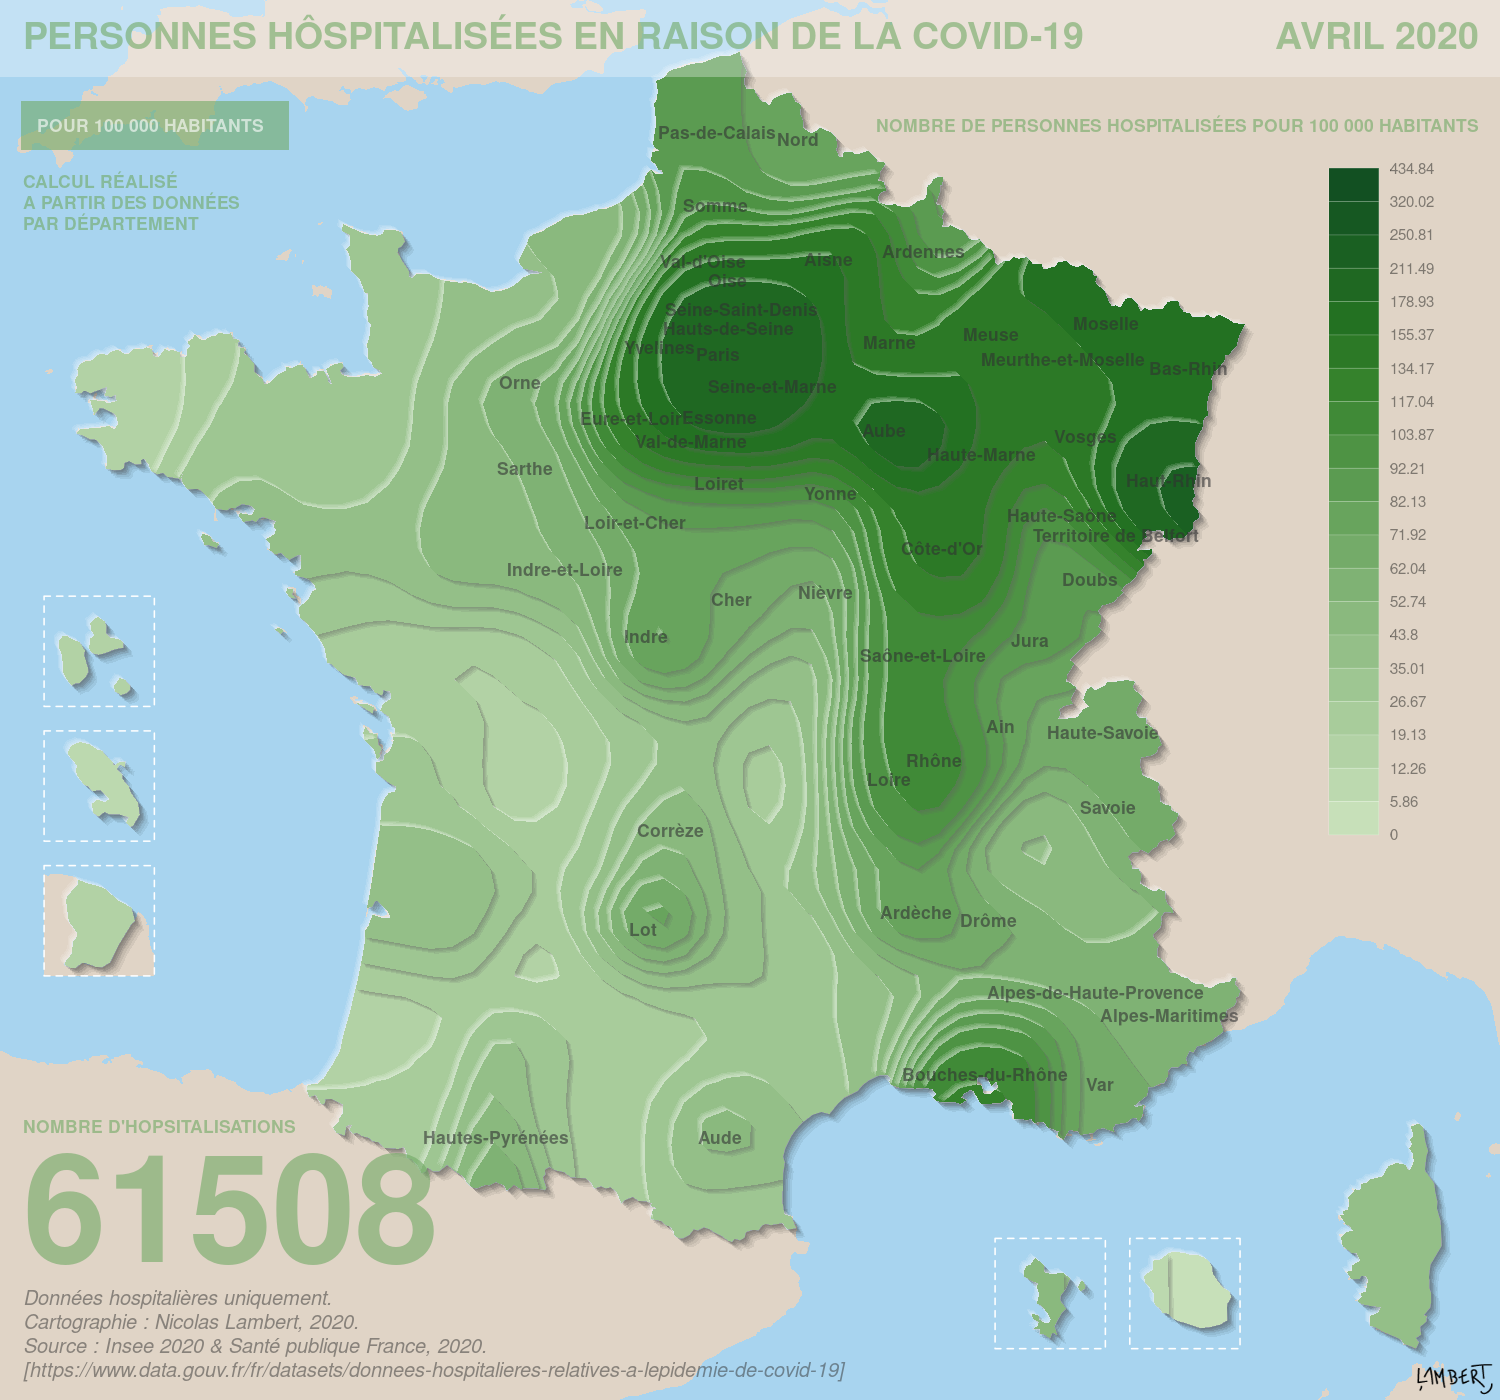 PERSONNES HÔSPITALISÉES EN RAISON DE LA COVID-19
AVRIL 2020
POUR 100 000 HABITANTS
CALCUL RÉALISÉ
A PARTIR DES DONNÉES
PAR DÉPARTEMENT
NOMBRE DE PERSONNES HOSPITALISÉES POUR 100 000 HABITANTS
434.84
320.02
250.81
211.49
178.93
155.37
134.17
117.04
103.87
92.21
82.13
71.92
62.04
52.74
43.8
35.01
26.67
19.13
12.26
5.86
0
Pas-de-Calais
Nord
Somme
Ardennes
Val-d'Oise
Aisne
Oise
Seine-Saint-Denis
Hauts-de-Seine
Yvelines
Paris
Marne
Meuse
Moselle
Meurthe-et-Moselle
Bas-Rhin
Orne
Seine-et-Marne
Eure-et-Loir
Essonne
Val-de-Marne
Aube
Vosges
Haute-Marne
Sarthe
Haut-Rhin
Loiret
Yonne
Loir-et-Cher
Haute-Saône
Territoire de Belfort
Côte-d'Or
Indre-et-Loire
Doubs
Cher
Nièvre
Indre
Jura
Saône-et-Loire
Ain
Haute-Savoie
Rhône
Loire
Savoie
Corrèze
Ardèche
Drôme
Lot
Alpes-de-Haute-Provence
Alpes-Maritimes
Bouches-du-Rhône
Var
Hautes-Pyrénées
Aude
NOMBRE D'HOPSITALISATIONS
61508
Données hospitalières uniquement.
Cartographie : Nicolas Lambert, 2020.
Source : Insee 2020 & Santé publique France, 2020.
[https://www.data.gouv.fr/fr/datasets/donnees-hospitalieres-relatives-a-lepidemie-de-covid-19]
LAMBERT